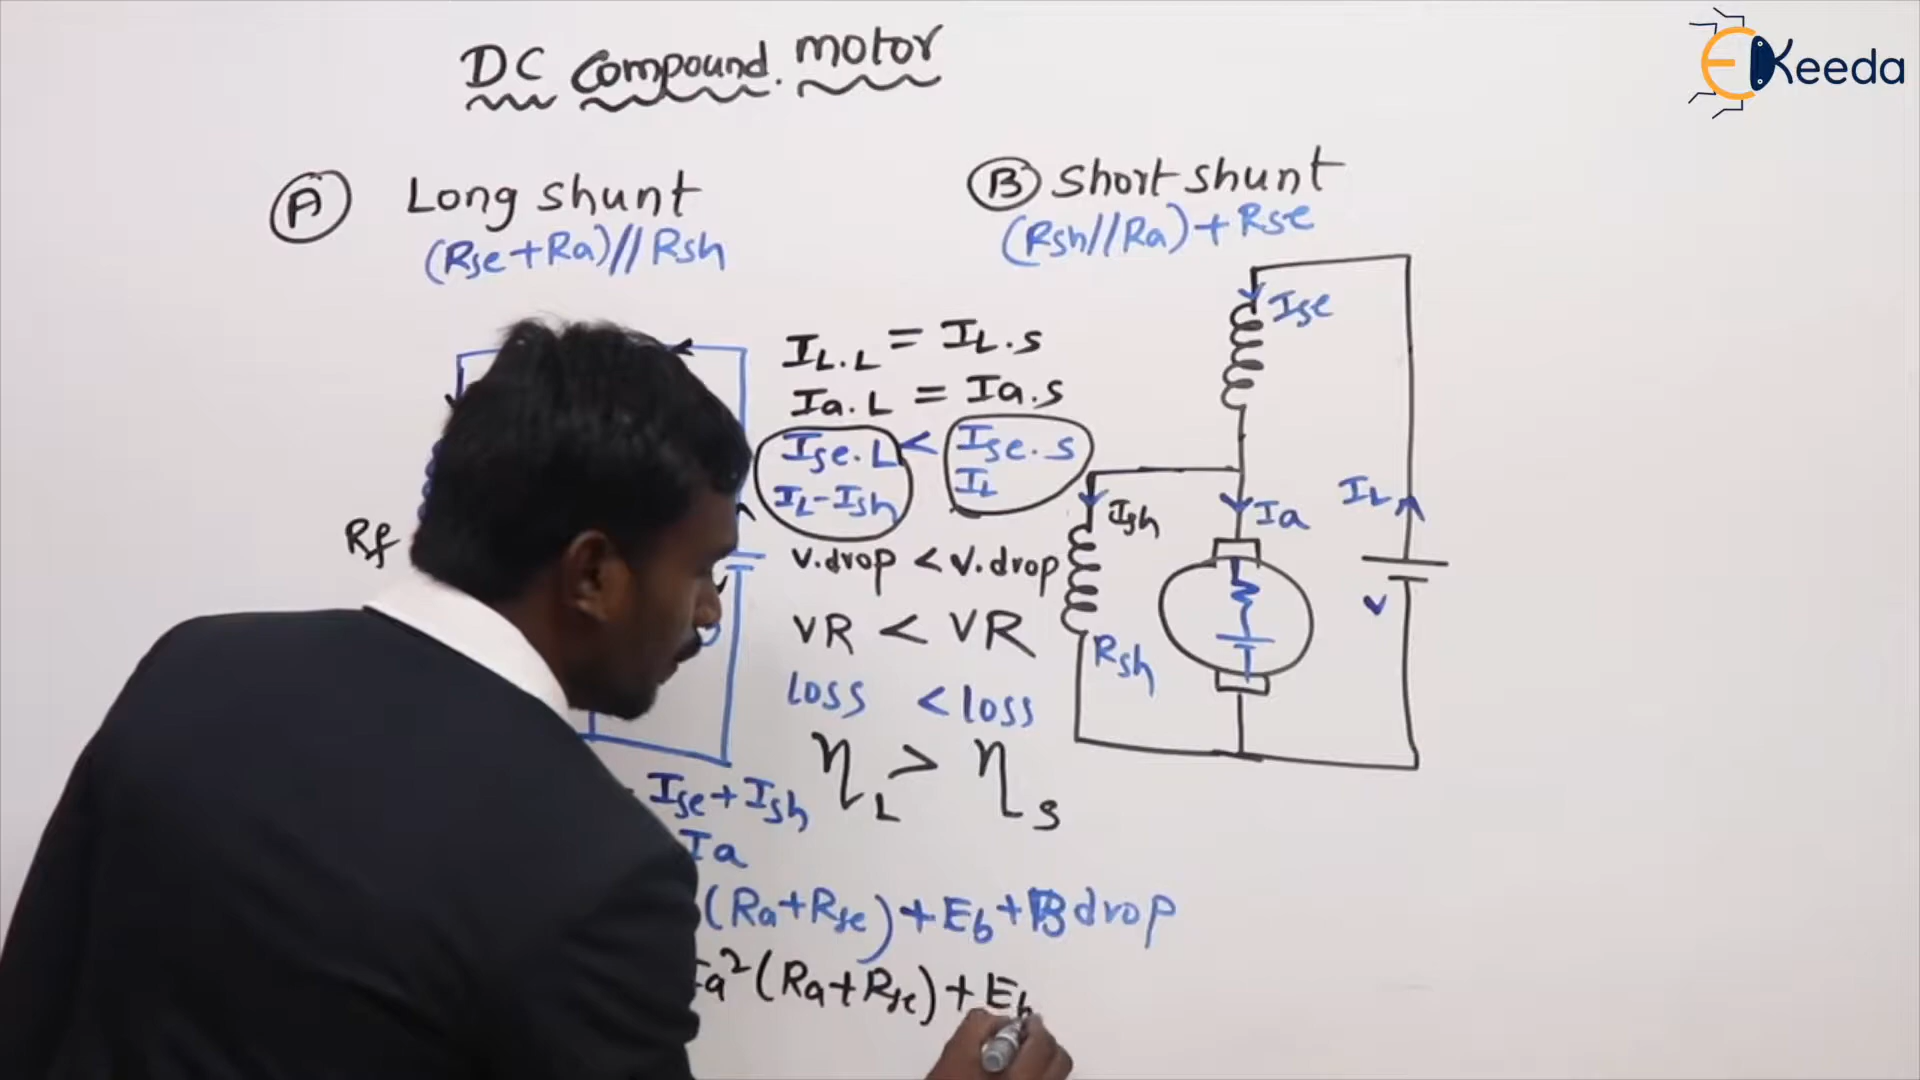 DC Compound. motor
EKeeda
A Long shunt
(Rse+Ra)//Rsh
B Short shunt
(Rsh//Ra)+Rse
IL.L = IL.s
Ia.L = Ia.s
Ise.L < Ise.s
IL-Ish IL
v.drop < v.drop
VR < VR
loss < loss
ηL > ηs
Rf
Ise
Ish
Ia
IL
Rsh
V
Ise+Ish
Ia
(Ra+Rse)+Eb+B drop
Ia²(Ra+Rse)+Eb